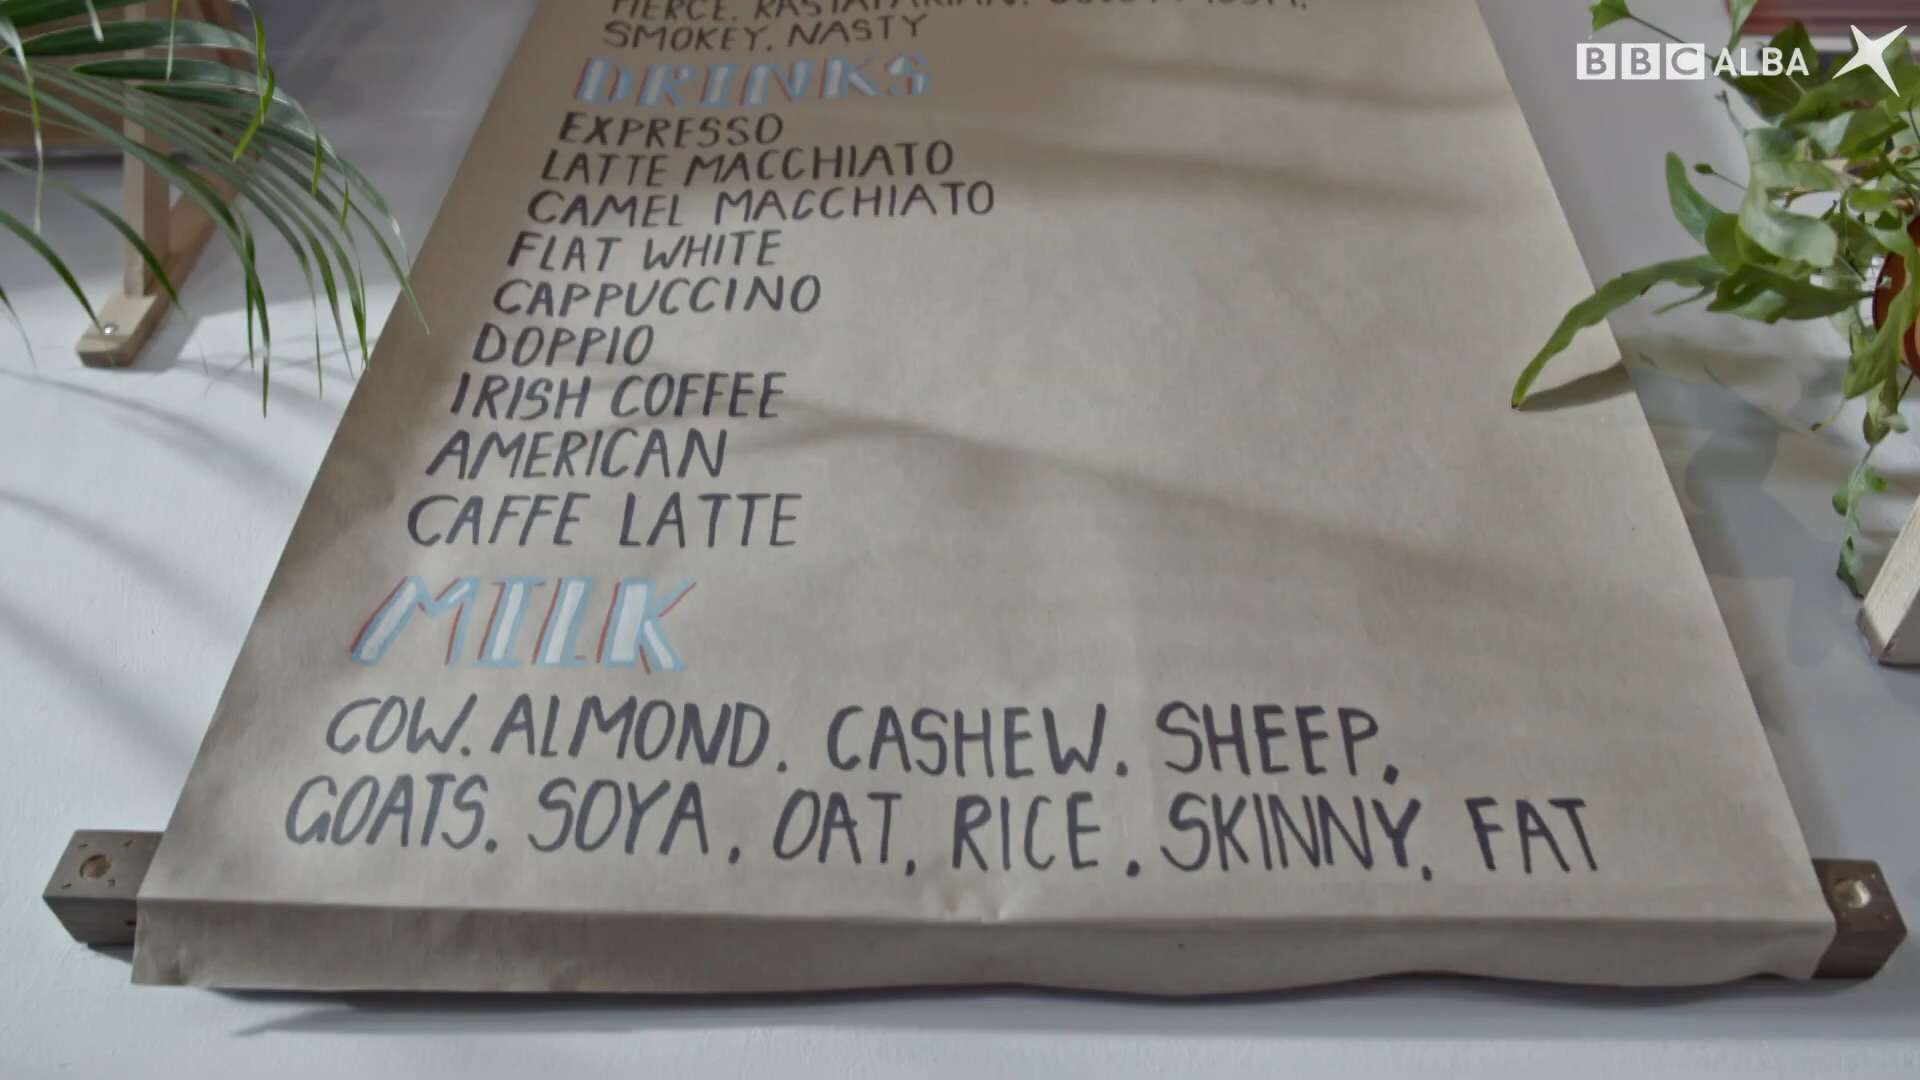 SMOKEY. NASTY
DRINKS
EXPRESSO
LATTE MACCHIATO
CAMEL MACCHIATO
FLAT WHITE
CAPPUCCINO
DOPPIO
IRISH COFFEE
AMERICAN
CAFFE LATTE
MILK
COW. ALMOND. CASHEW. SHEEP.
GOATS. SOYA. OAT. RICE. SKINNY. FAT
BBC ALBA